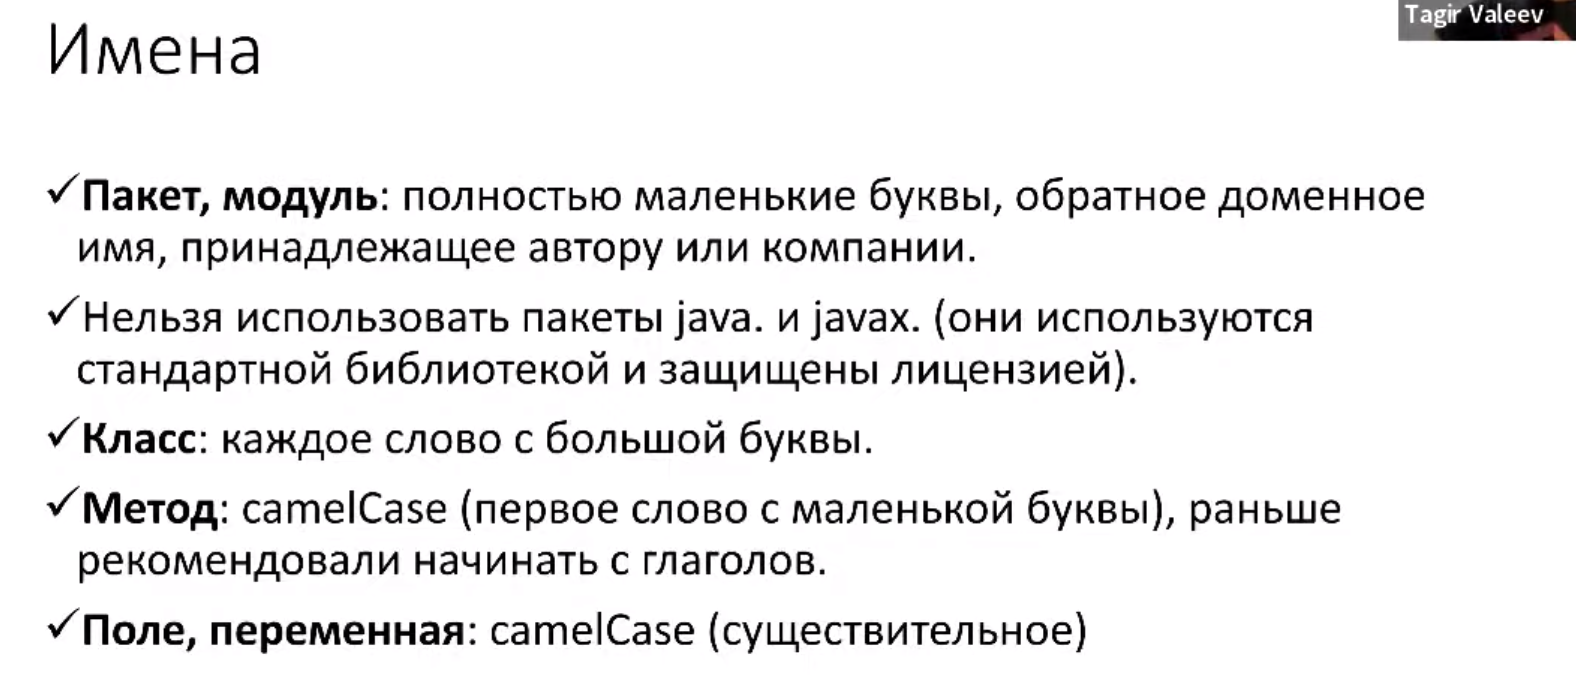 Tagir Valeev
Имена
✓Пакет, модуль: полностью маленькие буквы, обратное доменное
имя, принадлежащее автору или компании.
✓Нельзя использовать пакеты java. и javax. (они используются
стандартной библиотекой и защищены лицензией).
✓Класс: каждое слово с большой буквы.
✓Метод: camelCase (первое слово с маленькой буквы), раньше
рекомендовали начинать с глаголов.
✓Поле, переменная: camelCase (существительное)